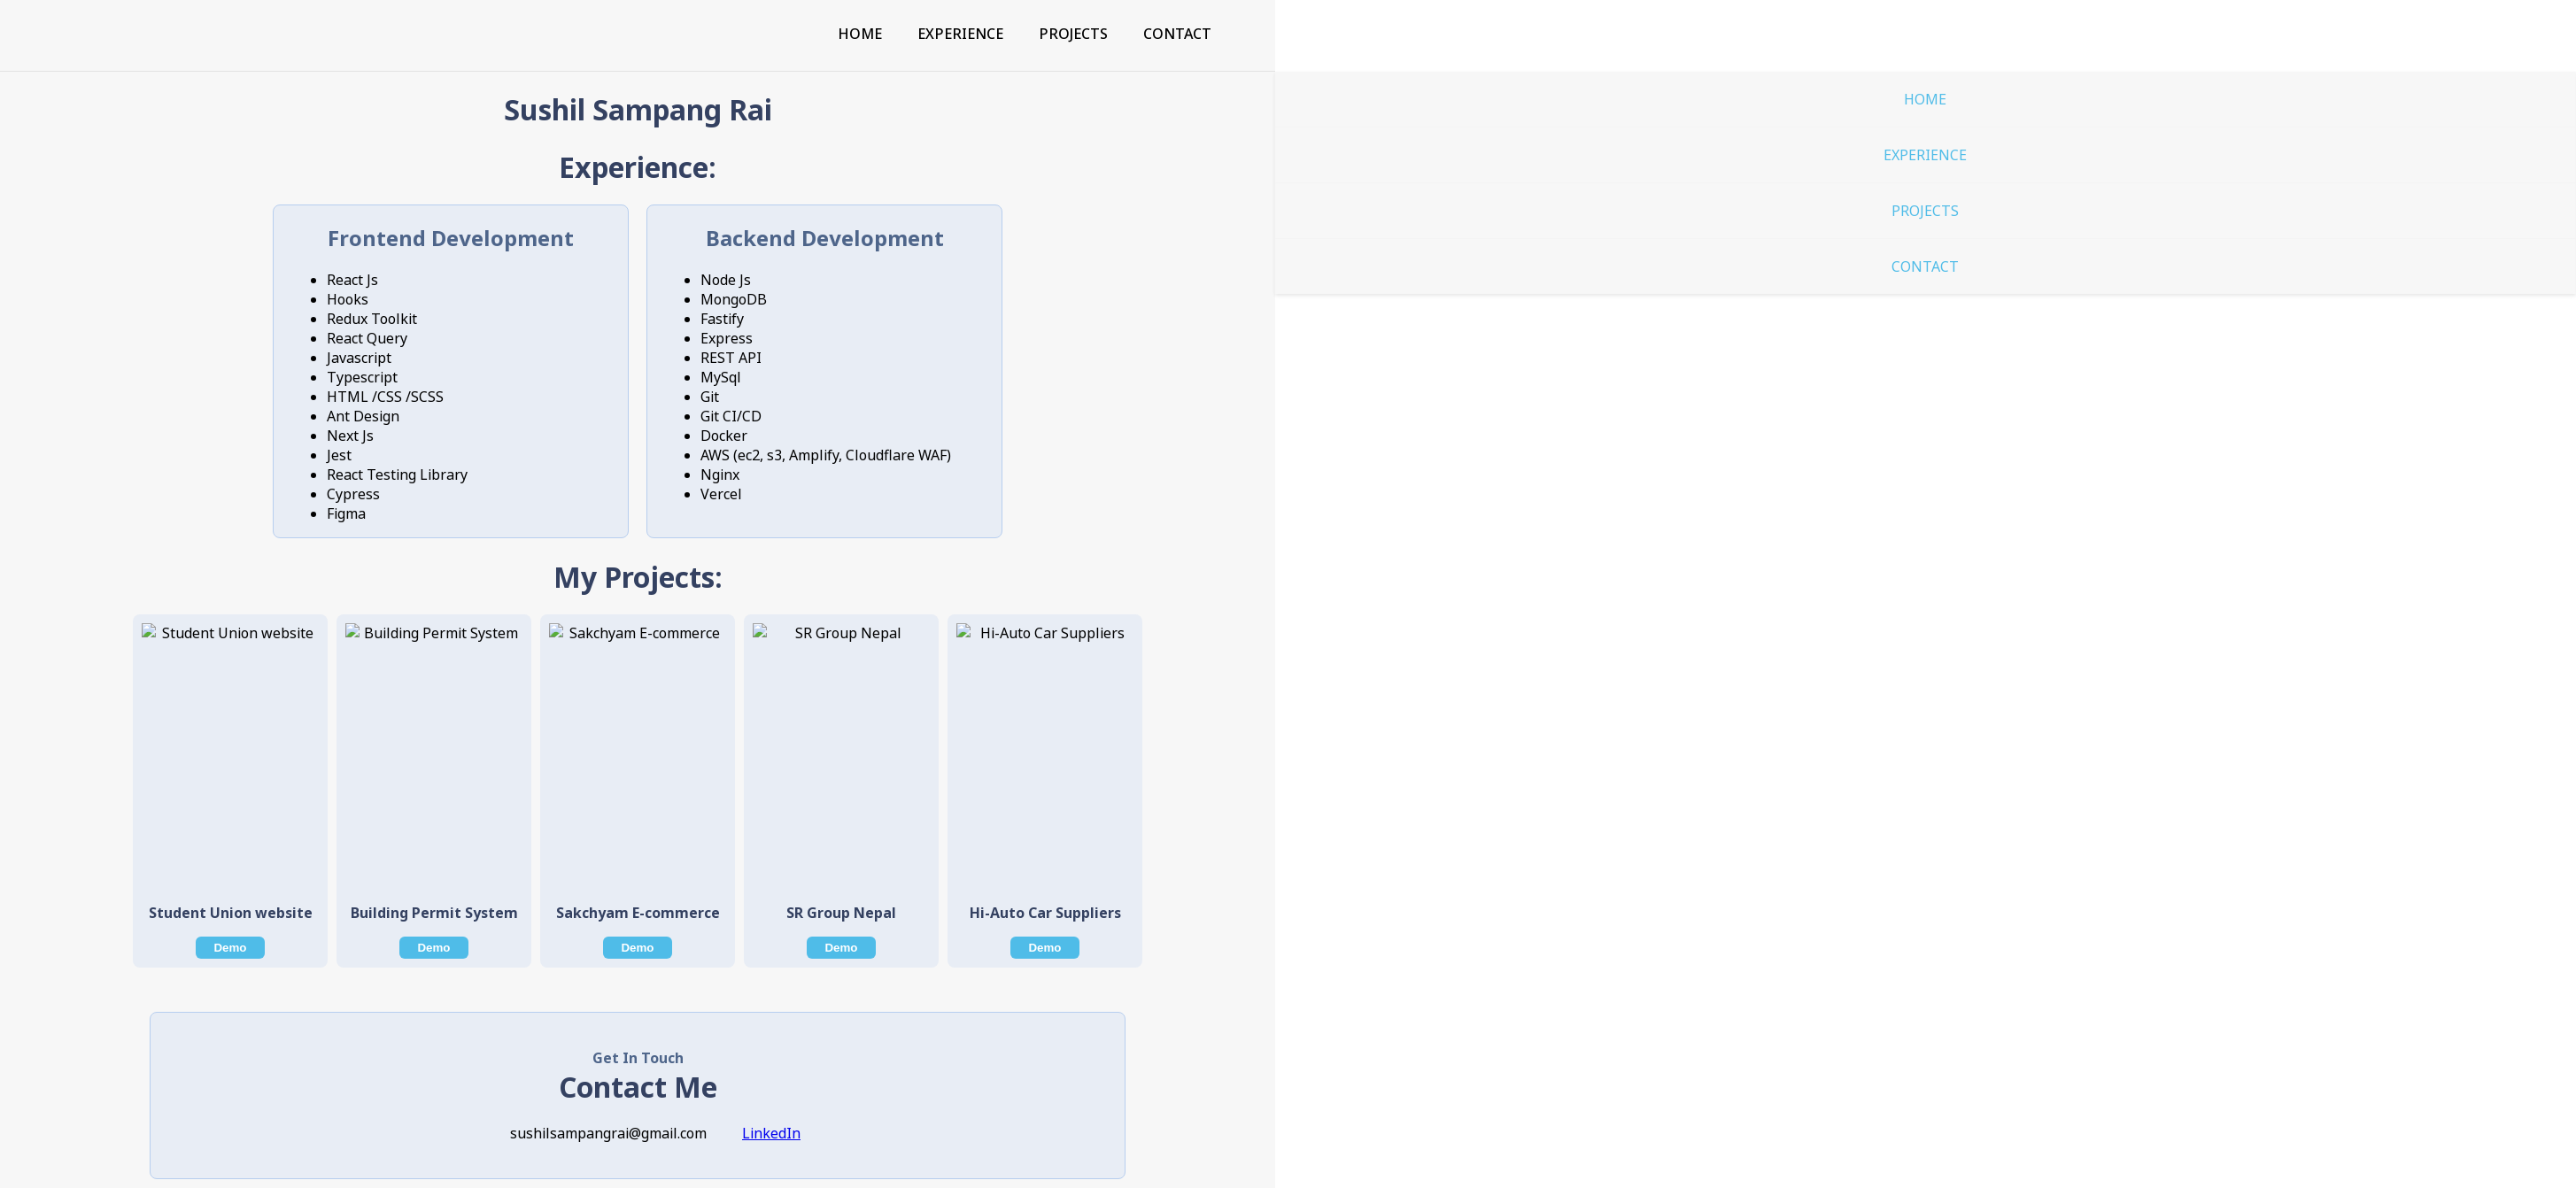 HOME EXPERIENCE PROJECTS CONTACT
HOME
EXPERIENCE
PROJECTS
CONTACT
Sushil Sampang Rai
Experience:
Frontend Development
React Js
Hooks
Redux Toolkit
React Query
Javascript
Typescript
HTML /CSS /SCSS
Ant Design
Next Js
Jest
React Testing Library
Cypress
Figma
Backend Development
Node Js
MongoDB
Fastify
Express
REST API
MySql
Git
Git CI/CD
Docker
AWS (ec2, s3, Amplify, Cloudflare WAF)
Nginx
Vercel
My Projects:
Student Union website
Student Union website
Demo
Building Permit System
Building Permit System
Demo
Sakchyam E-commerce
Sakchyam E-commerce
Demo
SR Group Nepal
SR Group Nepal
Demo
Hi-Auto Car Suppliers
Hi-Auto Car Suppliers
Demo
Get In Touch
Contact Me
sushilsampangrai@gmail.com LinkedIn